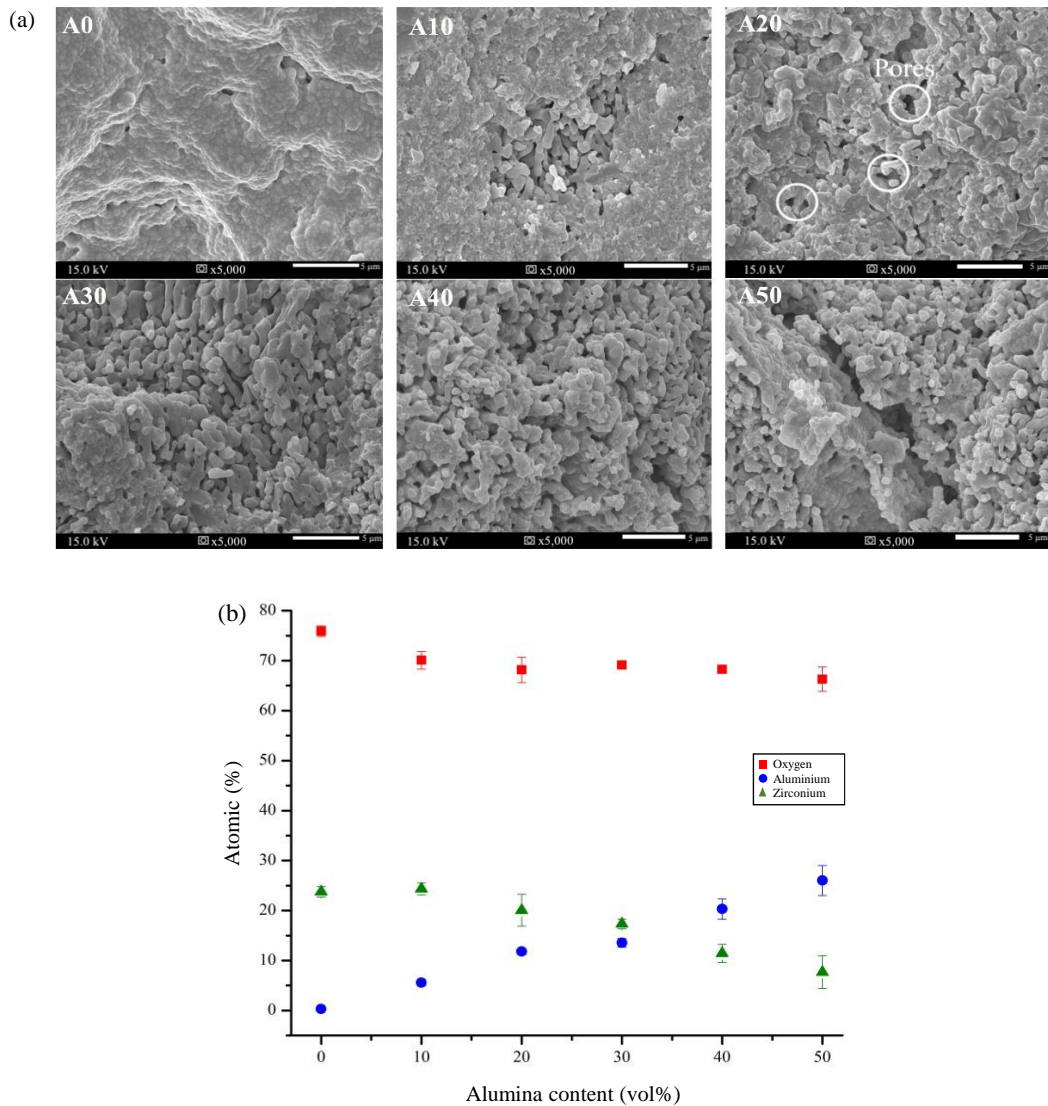 (a)
A0
A10
A20
Pores
15.0 kV x5,000 5 µm
15.0 kV x5,000 5 µm
15.0 kV x5,000 5 µm
A30
A40
A50
15.0 kV x5,000 5 µm
15.0 kV x5,000 5 µm
15.0 kV x5,000 5 µm
(b)
80
70
60
50
40
30
20
10
0
Atomic (%)
Oxygen
Aluminium
Zirconium
0 10 20 30 40 50
Alumina content (vol%)